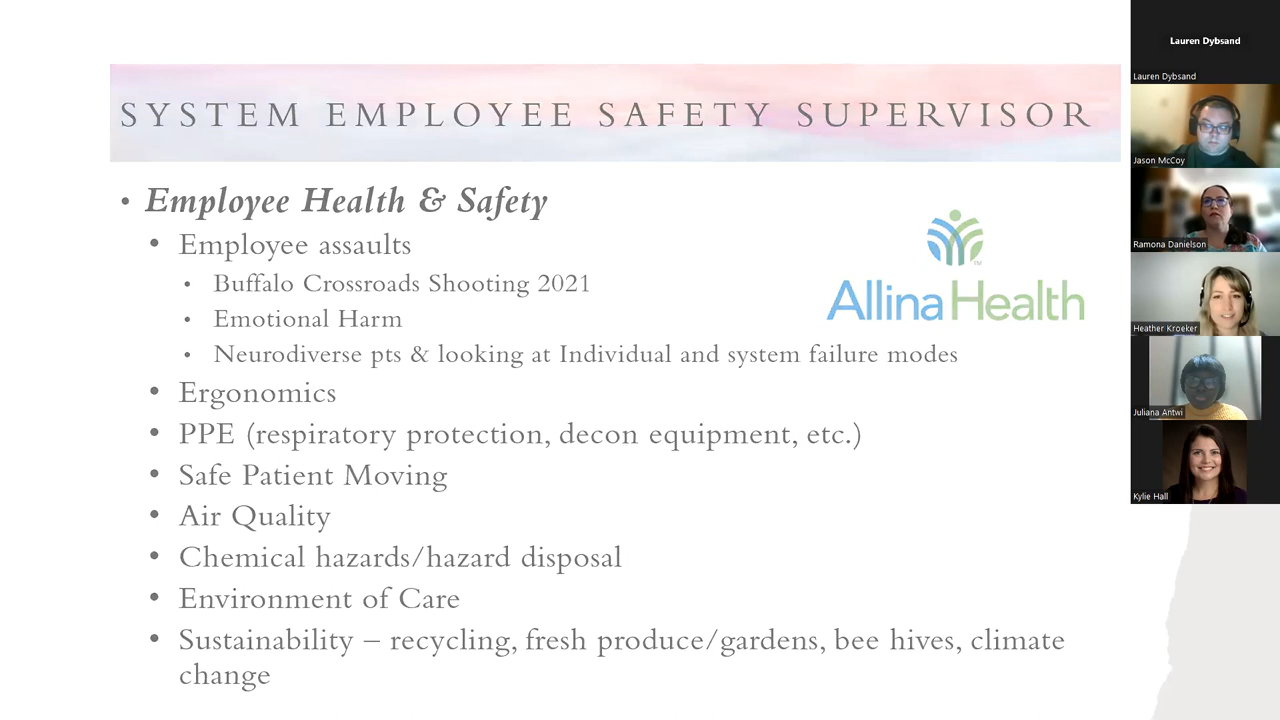 SYSTEM EMPLOYEE SAFETY SUPERVISOR
• Employee Health & Safety
• Employee assaults
• Buffalo Crossroads Shooting 2021
• Emotional Harm
• Neurodiverse pts & looking at Individual and system failure modes
• Ergonomics
• PPE (respiratory protection, decon equipment, etc.)
• Safe Patient Moving
• Air Quality
• Chemical hazards/hazard disposal
• Environment of Care
• Sustainability – recycling, fresh produce/gardens, bee hives, climate
change
Allina Health
TM
Lauren Dybsand
Lauren Dybsand
Jason McCoy
Ramona Danielson
Heather Kroeker
Juliana Antwi
Kylie Hall